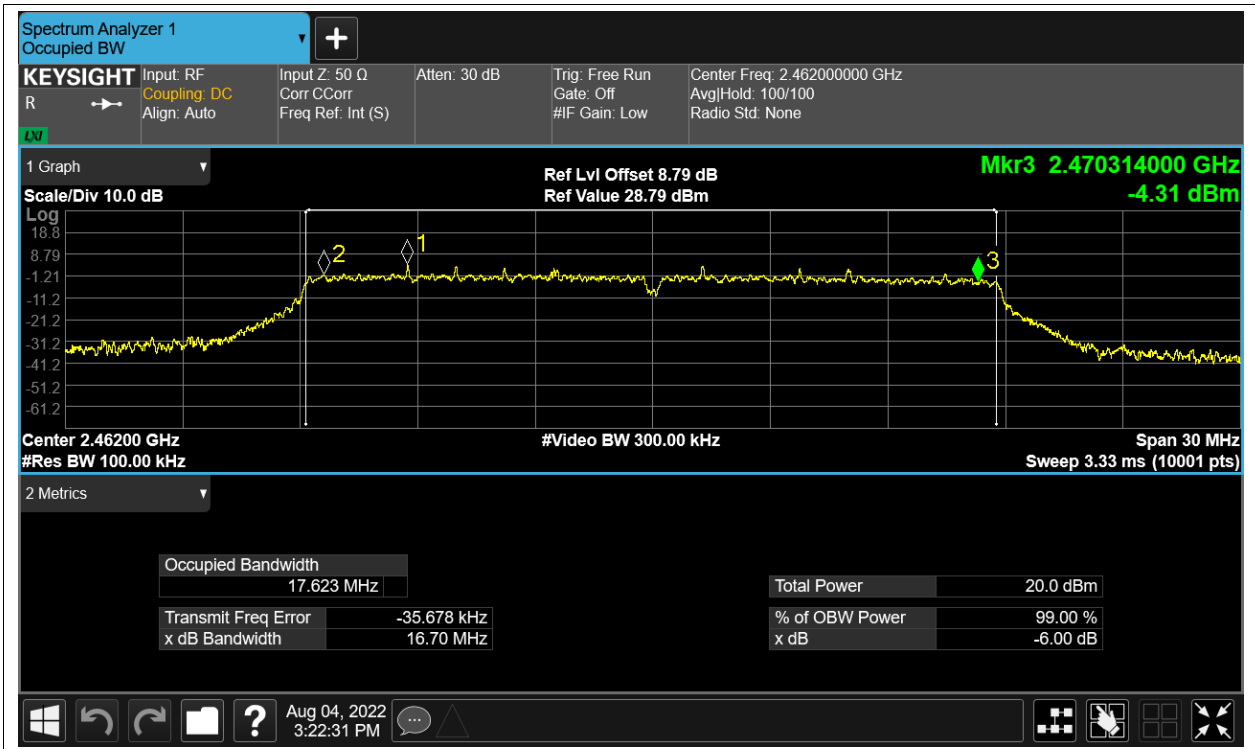 Spectrum Analyzer 1
Occupied BW
KEYSIGHT
R
LXI
Input: RF
Coupling: DC
Align: Auto
Input Z: 50 Ω
Corr CCorr
Freq Ref: Int (S)
Atten: 30 dB
Trig: Free Run
Gate: Off
#IF Gain: Low
Center Freq: 2.462000000 GHz
Avg|Hold: 100/100
Radio Std: None
1 Graph
Scale/Div 10.0 dB
Ref Lvl Offset 8.79 dB
Ref Value 28.79 dBm
Mkr3 2.470314000 GHz
-4.31 dBm
Log
18.8
8.79
-1.21
-11.2
-21.2
-31.2
-41.2
-51.2
-61.2
2
1
3
Center 2.46200 GHz
#Res BW 100.00 kHz
#Video BW 300.00 kHz
Span 30 MHz
Sweep 3.33 ms (10001 pts)
2 Metrics
Occupied Bandwidth
17.623 MHz
Transmit Freq Error -35.678 kHz
x dB Bandwidth 16.70 MHz
Total Power 20.0 dBm
% of OBW Power 99.00 %
x dB -6.00 dB
?
Aug 04, 2022
3:22:31 PM